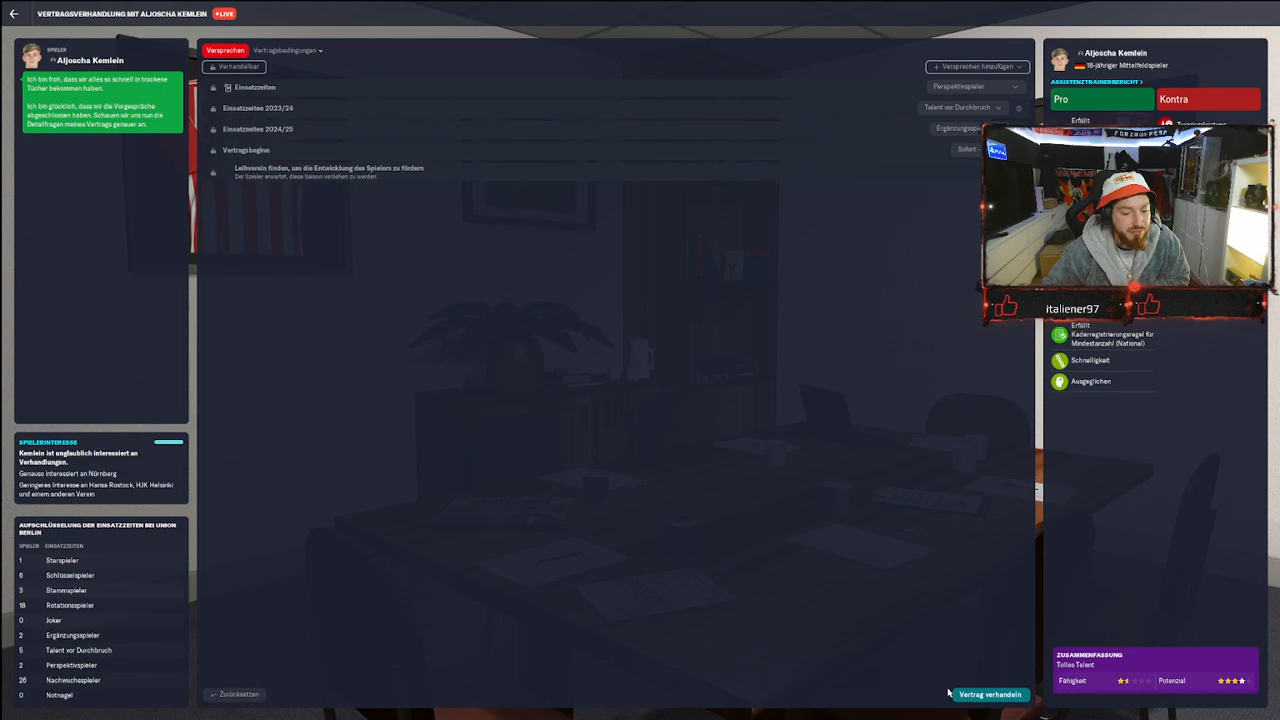 VERTRAGSVERHANDLUNG MIT ALJOSCHA KEMLEIN
LIVE
SPIELER
Aljoscha Kemlein
Ich bin froh, dass wir alles so schnell in trockene
Tücher bekommen haben.
Ich bin glücklich, dass wir die Vorgespräche
abgeschlossen haben. Schauen wir uns nun die
Detailfragen meines Vertrags genauer an.
SPIELERINTERESSE
Kemlein ist unglaublich interessiert an
Verhandlungen.
Genauso interessiert an Nürnberg
Geringeres Interesse an Hansa Rostock, HJK Helsinki
und einem anderen Verein
AUFSCHLÜSSELUNG DER EINSATZZEITEN BEI UNION
BERLIN
SPIELER EINSATZZEITEN
1 Starspieler
6 Schlüsselspieler
3 Stammspieler
18 Rotationsspieler
0 Joker
2 Ergänzungsspieler
5 Talent vor Durchbruch
2 Perspektivspieler
26 Nachwuchsspieler
0 Notnagel
Versprechen Vertragsbedingungen
Verhandelbar
+ Versprechen hinzufügen
Einsatzzeiten Perspektivspieler
Einsatzzeiten 2023/24 Talent vor Durchbruch
Einsatzzeiten 2024/25 Ergänzungsspi
Vertragsbeginn Sofort -
Leihverein finden, um die Entwicklung des Spielers zu fördern
Der Spieler erwartet, diese Saison verliehen zu werden.
Zurücksetzen
Vertrag verhandeln
Aljoscha Kemlein
18-jähriger Mittelfeldspieler
ASSISTENZTRAINERBERICHT >
Pro Kontra
Erfüllt
Trainingsleistung
italiener97
Erfüllt
Kaderregistrierungsregel für
Mindestanzahl (National)
Schnelligkeit
Ausgeglichen
ZUSAMMENFASSUNG
Tolles Talent
Fähigkeit Potenzial